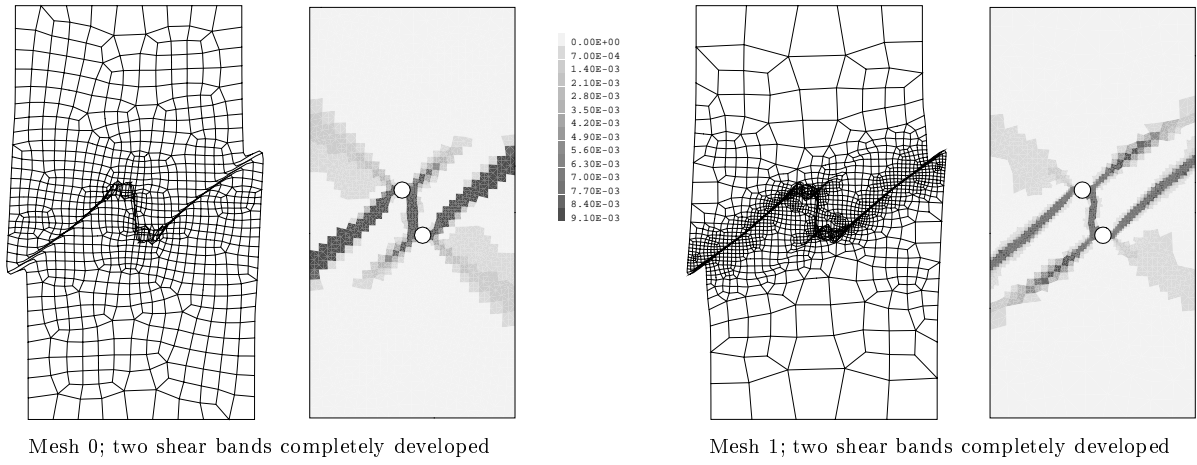 0.00E+00
7.00E-04
1.40E-03
2.10E-03
2.80E-03
3.50E-03
4.20E-03
4.90E-03
5.60E-03
6.30E-03
7.00E-03
7.70E-03
8.40E-03
9.10E-03
Mesh 0; two shear bands completely developed
Mesh 1; two shear bands completely developed